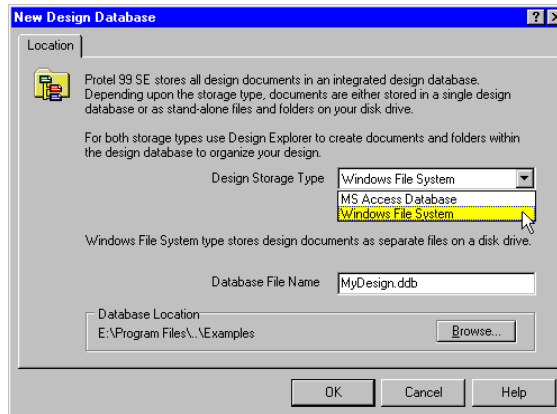 New Design Database
Location
Protel 99 SE stores all design documents in an integrated design database.
Depending upon the storage type, documents are either stored in a single design
database or as stand-alone files and folders on your disk drive.
For both storage types use Design Explorer to create documents and folders within
the design database to organize your design.
Design Storage Type Windows File System
MS Access Database
Windows File System
Windows File System type stores design documents as separate files on a disk drive.
Database File Name MyDesign.ddb
Database Location
E:\Program Files\..\Examples Browse...
OK Cancel Help